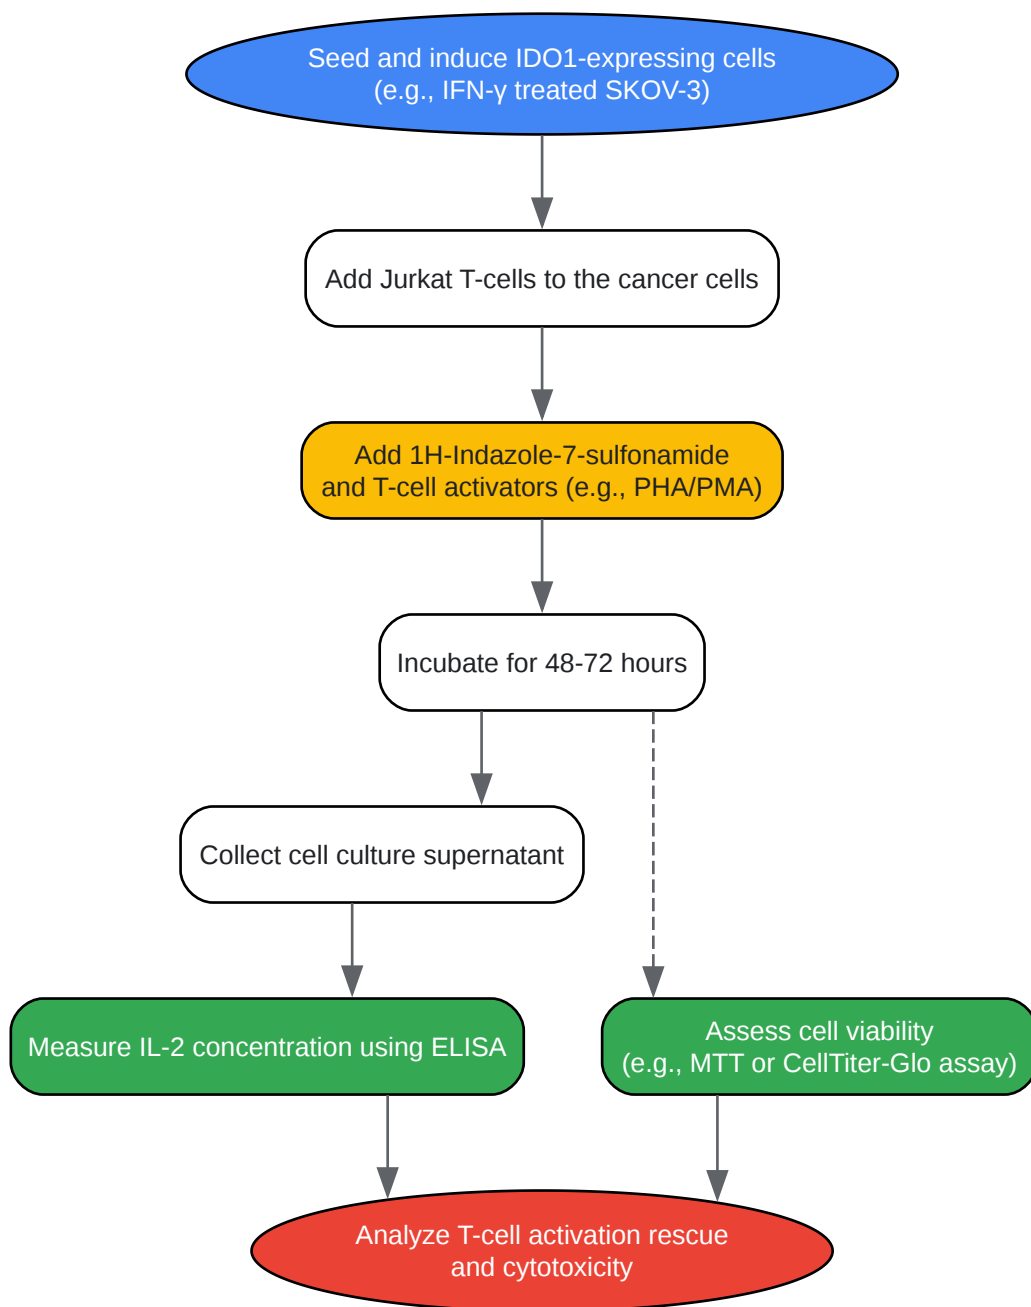 Seed and induce IDO1-expressing cells
(e.g., IFN-γ treated SKOV-3)
Add Jurkat T-cells to the cancer cells
Add 1H-Indazole-7-sulfonamide
and T-cell activators (e.g., PHA/PMA)
Incubate for 48-72 hours
Collect cell culture supernatant
Measure IL-2 concentration using ELISA
Assess cell viability
(e.g., MTT or CellTiter-Glo assay)
Analyze T-cell activation rescue
and cytotoxicity